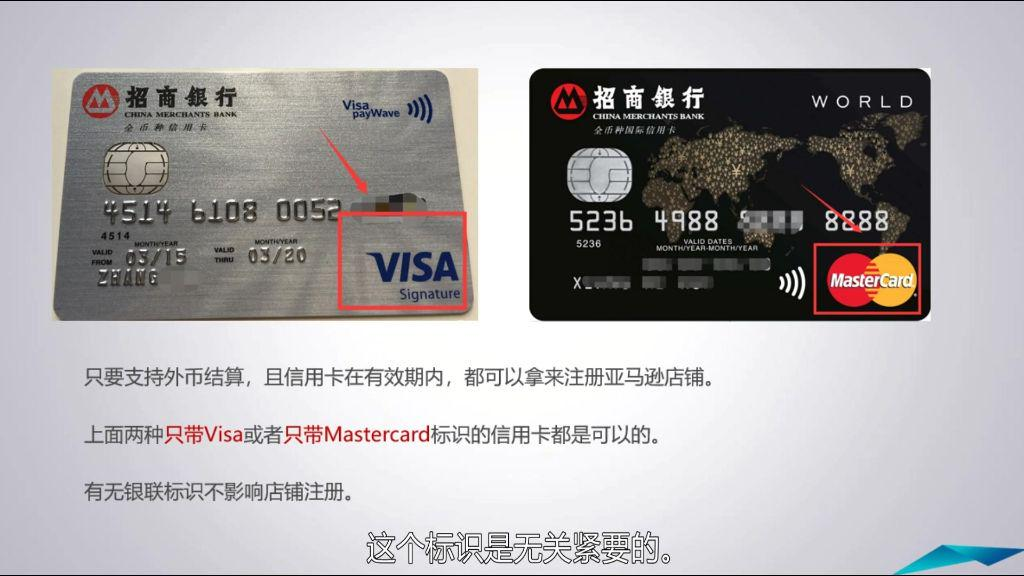 招商银行
CHINA MERCHANTS BANK
全币种信用卡
Visa
payWave
4514 6108 0052
4514
MONTH/YEAR
MONTH/YEAR
VALID
FROM
03/15
VALID
THRU
03/20
ZHANG
VISA
Signature
招商银行
CHINA MERCHANTS BANK
全币种国际信用卡
WORLD
5236 4988 8288
5236
VALID DATES
MONTH/YEAR-MONTH/YEAR
X
MasterCard
只要支持外币结算，且信用卡在有效期内，都可以拿来注册亚马逊店铺。
上面两种只带Visa或者只带Mastercard标识的信用卡都是可以的。
有无银联标识不影响店铺注册。
这个标识是无关紧要的。